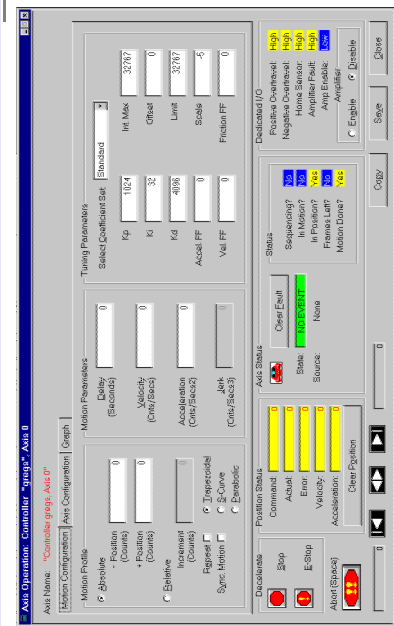 Axis Operation: Controller "gregs", Axis 0
Axis Name: "Controller gregs, Axis 0"
Motion Configuration Axis Configuration Graph
Motion Profile
Absolute
- Position 0
(Counts)
+ Position 0
(Counts)
Relative
Increment 0
(Counts)
Repeat Trapezoidal
Sync Motion S-Curve
Parabolic
Motion Parameters
Delay 0
(Seconds)
Velocity 0
(Cnts/Secs)
Acceleration 0
(Cnts/Secs2)
Jerk 0
(Cnts/Secs3)
Tuning Parameters
Select Coefficient Set: Standard
Kp 1024 Int. Max 32767
Ki 32 Offset 0
Kd 4096 Limit 32767
Accel. FF 0 Scale -5
Vel. FF 0 Friction FF 0
Decelerate
Stop
E-Stop
Abort (Space)
Position Status
Command: 0
Actual: 0
Error: 0
Velocity: 0
Acceleration: 0
Clear Position
Axis Status
Clear Fault
State: NO EVENT
Source: None
Status
Sequencing? No
In Motion? No
In Position? Yes
Frames Left? No
Motion Done? Yes
Dedicated I/O
Positive Overtravel: High
Negative Overtravel: High
Home Sensor: High
Amplifier Fault: High
Amp Enable: Low
Amplifier
Enable Disable
0 0
Copy Save Close